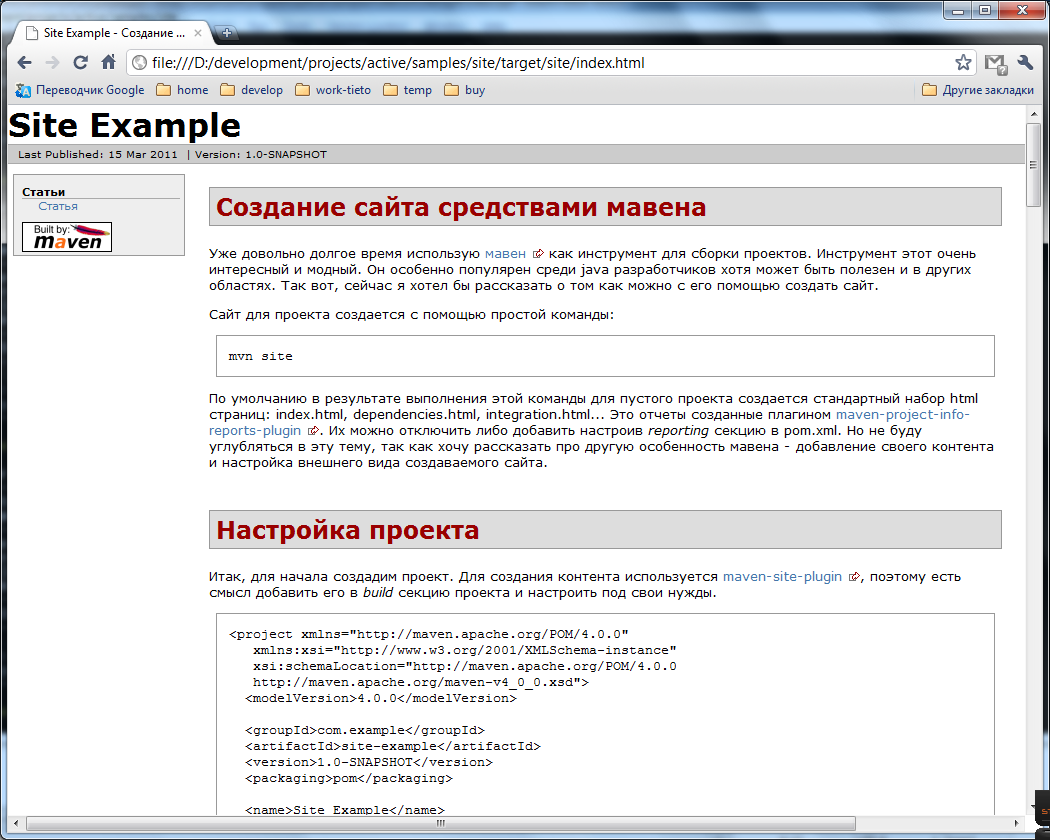 Site Example - Создание ...
file:///D:/development/projects/active/samples/site/target/site/index.html
Переводчик Google home develop work-tieto temp buy Другие закладки
Site Example
Last Published: 15 Mar 2011 | Version: 1.0-SNAPSHOT
Статьи
Статья
Built by:
maven
Создание сайта средствами мавена
Уже довольно долгое время использую мавен как инструмент для сборки проектов. Инструмент этот очень
интересный и модный. Он особенно популярен среди java разработчиков хотя может быть полезен и в других
областях. Так вот, сейчас я хотел бы рассказать о том как можно с его помощью создать сайт.
Сайт для проекта создается с помощью простой команды:
mvn site
По умолчанию в результате выполнения этой команды для пустого проекта создается стандартный набор html
страниц: index.html, dependencies.html, integration.html... Это отчеты созданные плагином maven-project-info-
reports-plugin. Их можно отключить либо добавить настроив reporting секцию в pom.xml. Но не буду
углубляться в эту тему, так как хочу рассказать про другую особенность мавена - добавление своего контента
и настройка внешнего вида создаваемого сайта.
Настройка проекта
Итак, для начала создадим проект. Для создания контента используется maven-site-plugin, поэтому есть
смысл добавить его в build секцию проекта и настроить под свои нужды.
<project xmlns="http://maven.apache.org/POM/4.0.0"
xmlns:xsi="http://www.w3.org/2001/XMLSchema-instance"
xsi:schemaLocation="http://maven.apache.org/POM/4.0.0
http://maven.apache.org/maven-v4_0_0.xsd">
<modelVersion>4.0.0</modelVersion>
<groupId>com.example</groupId>
<artifactId>site-example</artifactId>
<version>1.0-SNAPSHOT</version>
<packaging>pom</packaging>
<name>Site Example</name>